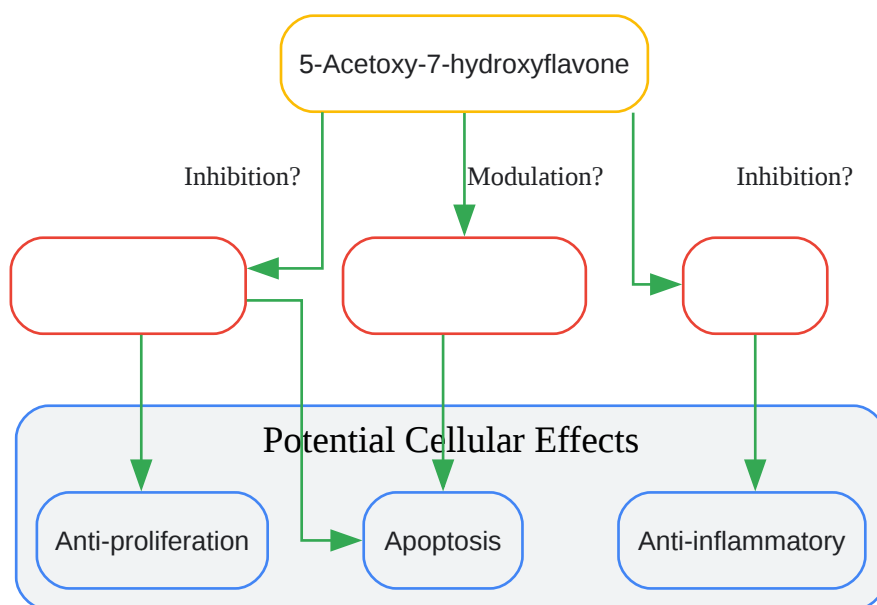 5-Acetoxy-7-hydroxyflavone
Inhibition?
Modulation?
Inhibition?
Potential Cellular Effects
Anti-proliferation
Apoptosis
Anti-inflammatory